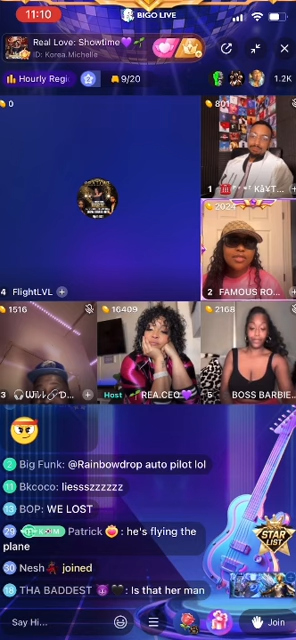 11:10
BIGO LIVE
Real Love: Showtime💜
ID: Korea.Michelle
Hourly Regi
9/20
1.2K
0
801
1
4 FlightLVL
2024
2 FAMOUS RO...
1516
16409
2168
3
Host REA.CEO💜
5 BOSS BARBIE...
2 Big Funk: @Rainbowdrop auto pilot lol
11 Bkcoco: liessszzzzzz
13 BOP: WE LOST
29 Patrick : he's flying the
plane
30 Nesh joined
18 THA BADDEST 😈🖤: Is that her man
STAR
LIST
Say Hi...
Join